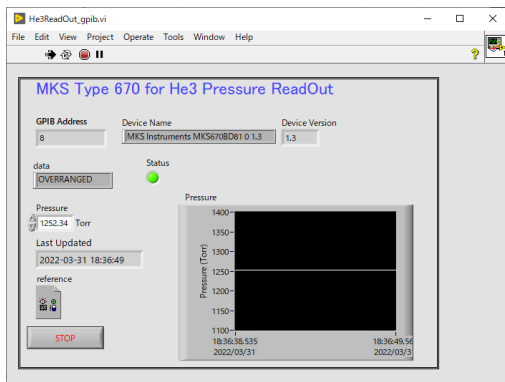 He3ReadOut_gpib.vi
File Edit View Project Operate Tools Window Help
MKS Type 670 for He3 Pressure ReadOut
GPIB Address Device Name Device Version
8 MKS Instruments MKS670BD81 0 1.3 1.3
data Status
OVERRANGED
Pressure
Pressure
1252.34 Torr
Last Updated
2022-03-31 18:36:49
reference
STOP
Pressure (Torr)
1400
1350
1300
1250
1200
1150
1100
18:36:38.535 18:36:49.56
2022/03/31 2022/03/3